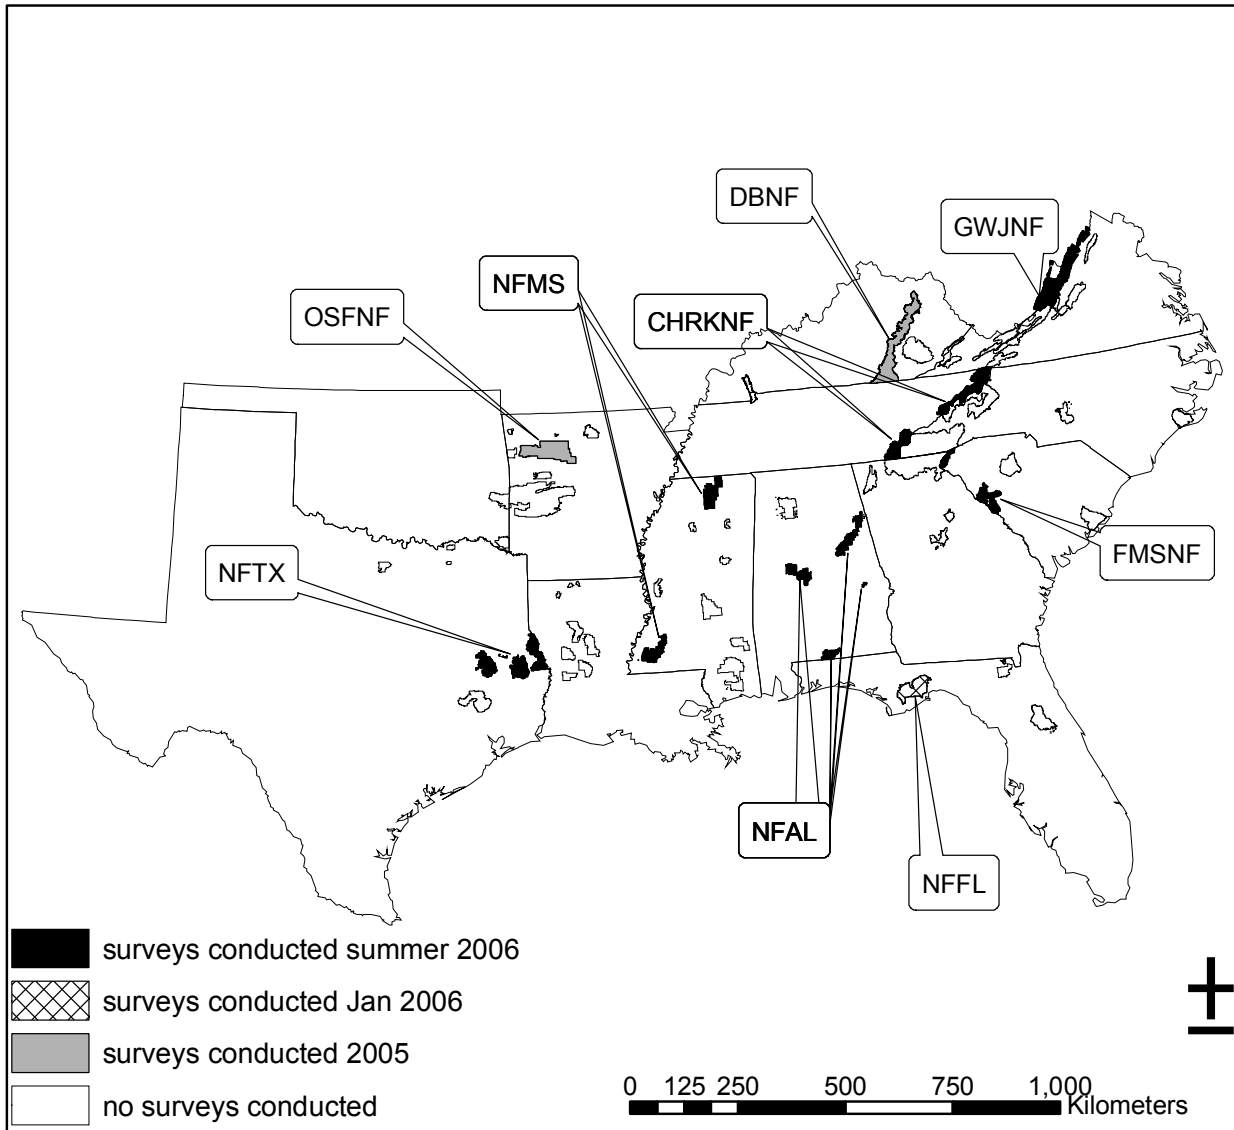 DBNF
GWJNF
NFMS
OSFNF
CHRKNF
NFTX
FMSNF
NFAL
NFFL
surveys conducted summer 2006
surveys conducted Jan 2006
surveys conducted 2005
no surveys conducted
0 125 250 500 750 1,000
Kilometers